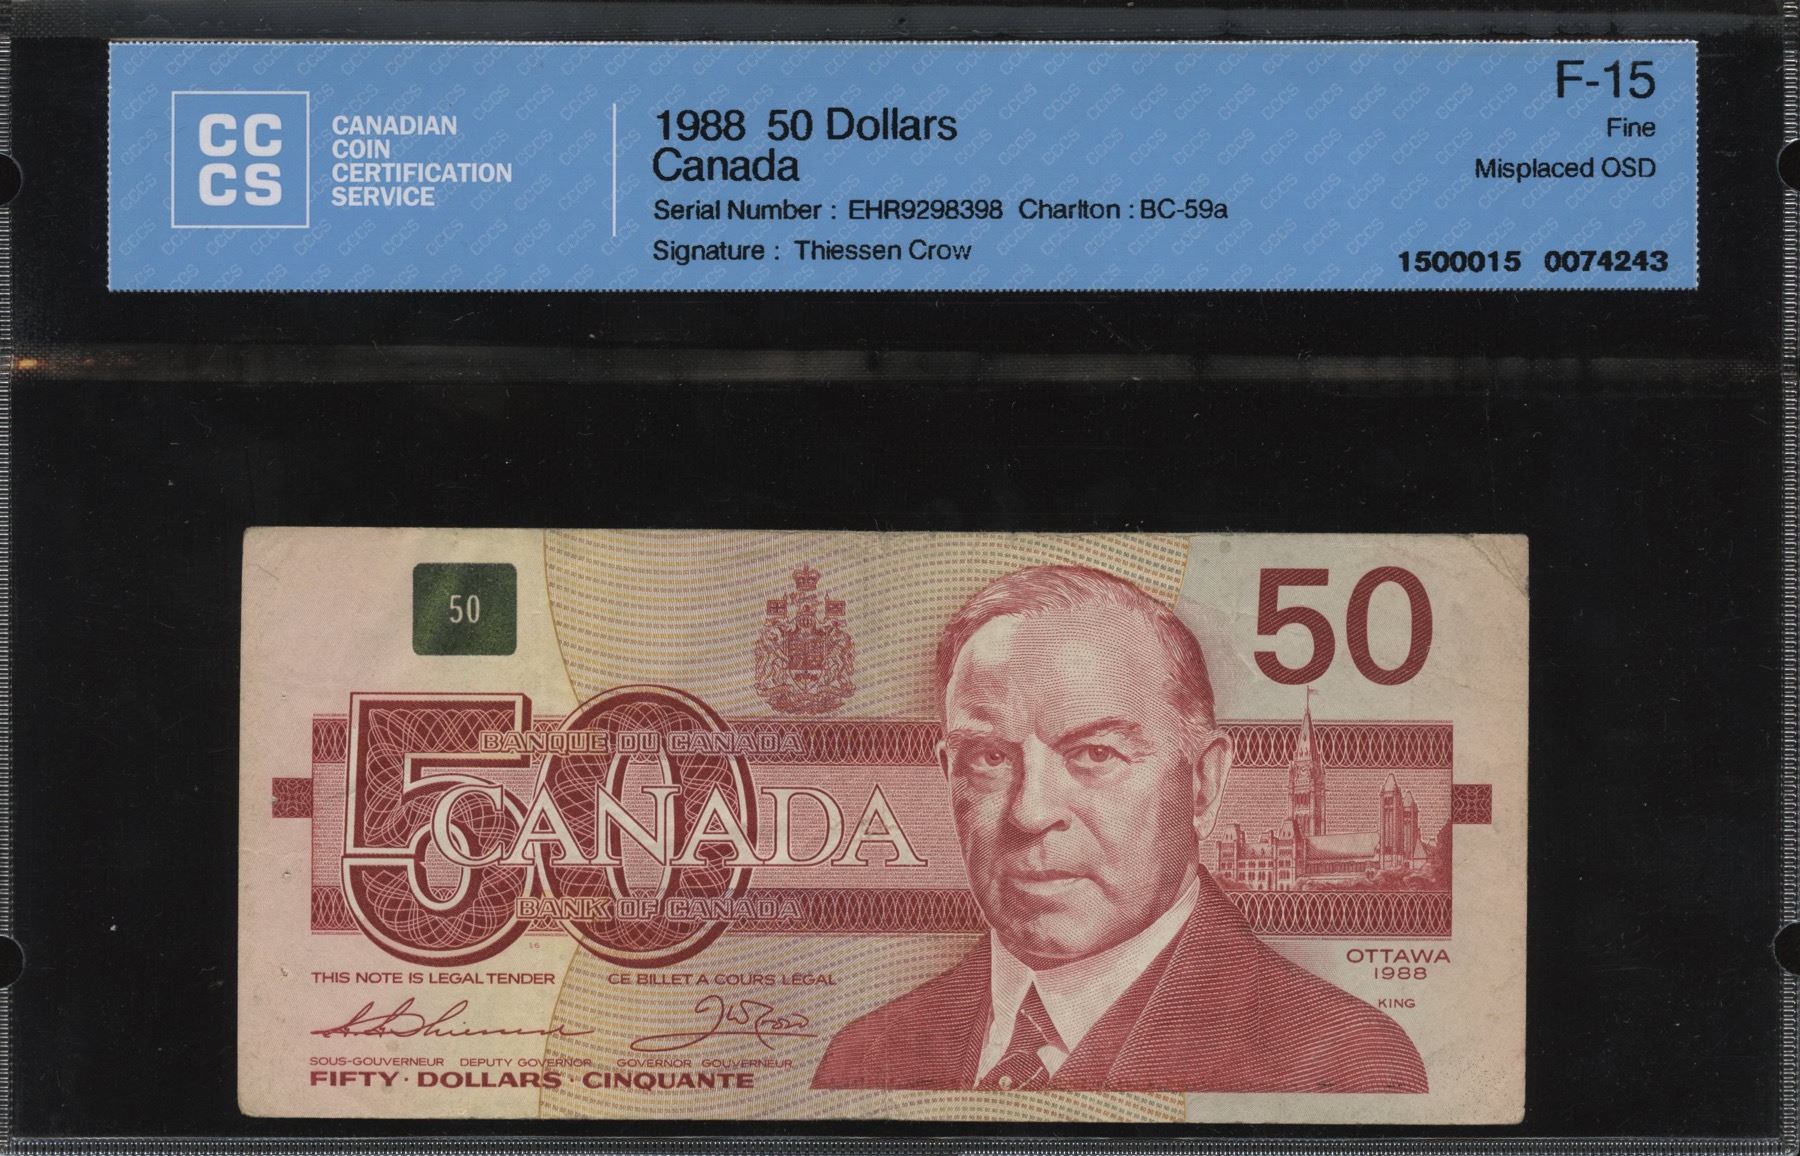 CC
CS
CANADIAN
COIN
CERTIFICATION
SERVICE
1988 50 Dollars
Canada
Serial Number : EHR9298398 Charlton : BC-59a
Signature : Thiessen Crow
F-15
Fine
Misplaced OSD
1500015 0074243
50
50
50
BANQUE DU CANADA
CANADA
BANK OF CANADA
THIS NOTE IS LEGAL TENDER CE BILLET A COURS LÉGAL
SOUS-GOUVERNEUR DEPUTY GOVERNOR GOVERNOR GOUVERNEUR
FIFTY · DOLLARS · CINQUANTE
OTTAWA
1988
KING